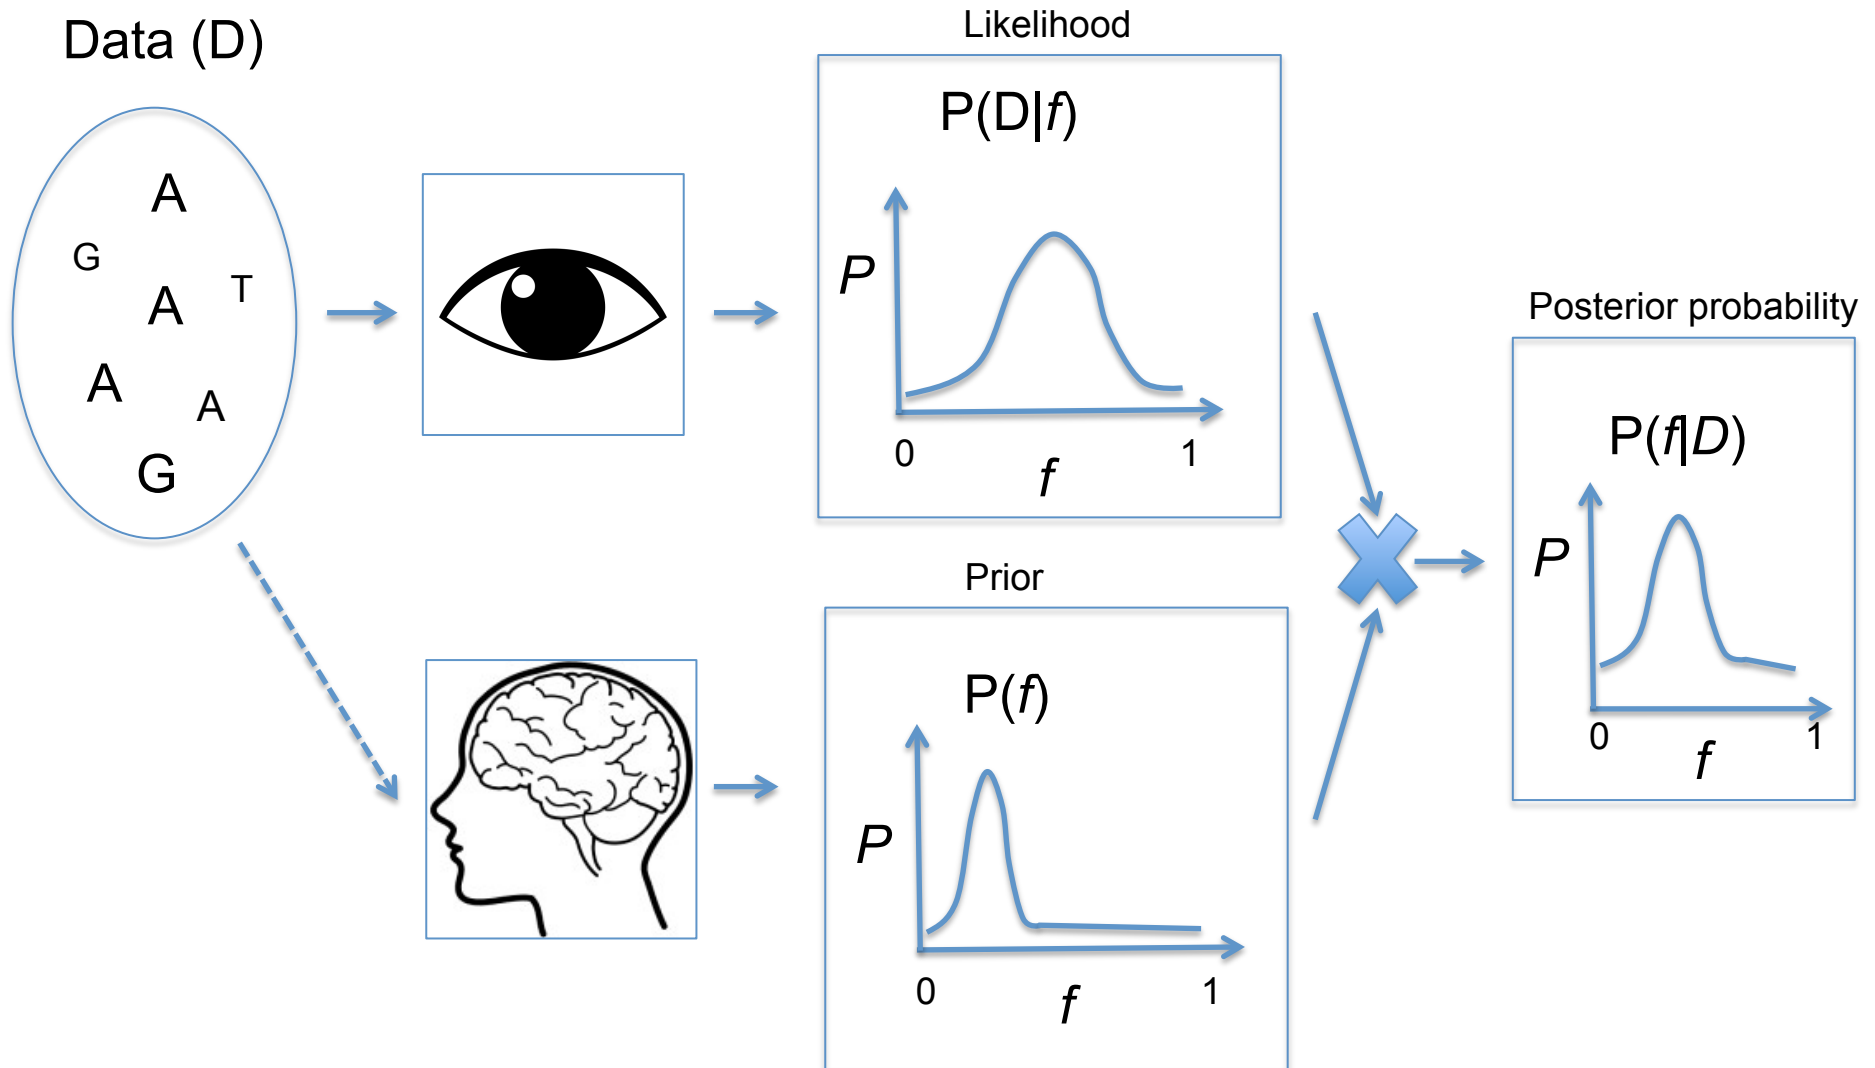 Data (D)
A
G
T
A
A
A
G
Likelihood
P(D|f)
P
0
1
f
Prior
P(f)
P
0
1
f
Posterior probability
P(f|D)
P
0
1
f